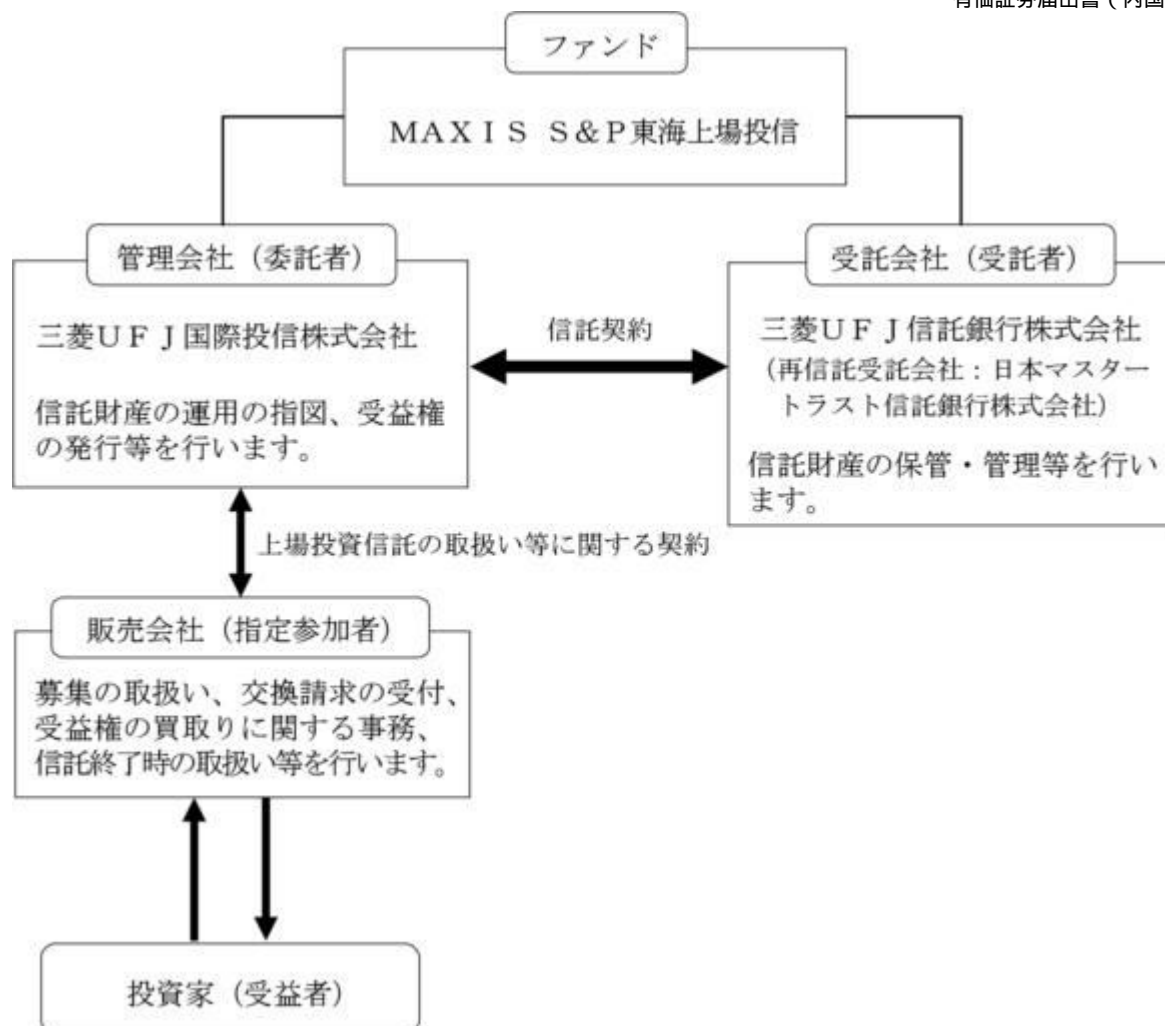 有価証券届出書(内国
ファンド
MAXIS S&P東海上場投信
管理会社(委託者)
三菱UFJ国際投信株式会社
信託財産の運用の指図、受益権
の発行等を行います。
信託契約
受託会社(受託者)
三菱UFJ信託銀行株式会社
(再信託受託会社:日本マスター
トラスト信託銀行株式会社)
信託財産の保管・管理等を行い
ます。
上場投資信託の取扱い等に関する契約
販売会社(指定参加者)
募集の取扱い、交換請求の受付、
受益権の買取りに関する事務、
信託終了時の取扱い等を行います。
投資家(受益者)